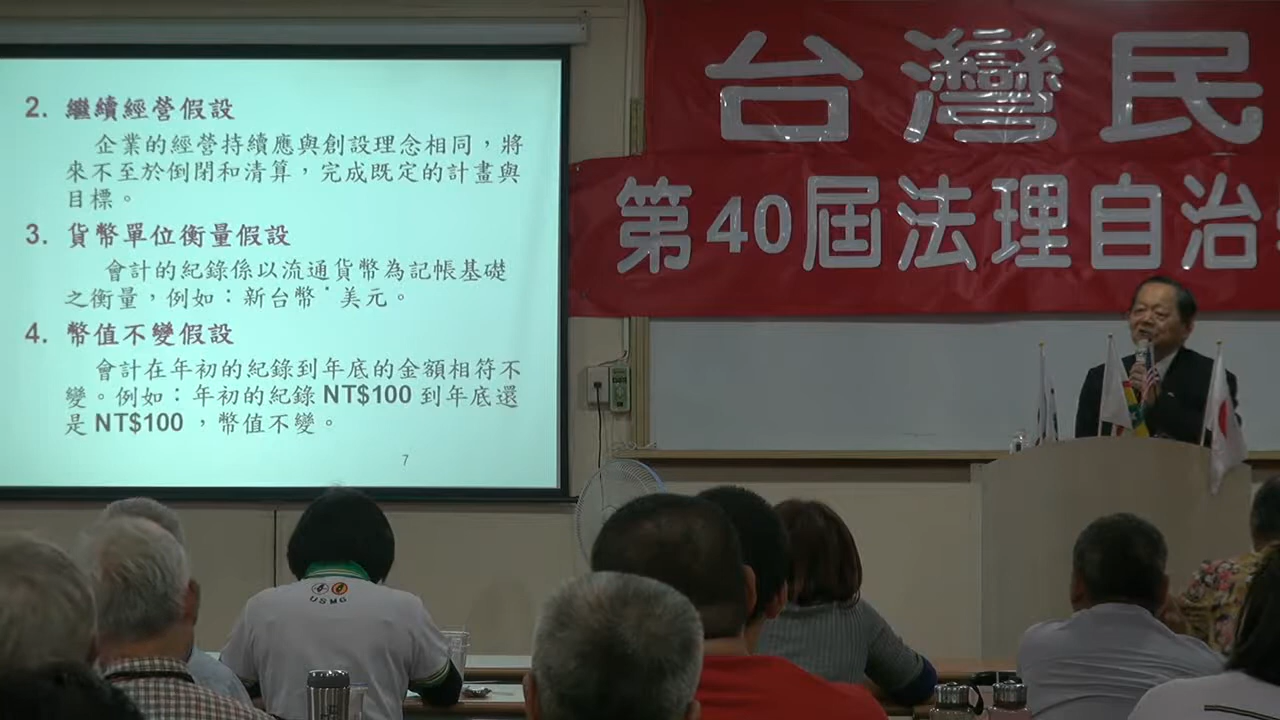 2. 繼續經營假設
企業的經營持續應與創設理念相同，將
來不至於倒閉和清算，完成既定的計畫與
目標。
3. 貨幣單位衡量假設
會計的紀錄係以流通貨幣為記帳基礎
之衡量，例如：新台幣˙美元。
4. 幣值不變假設
會計在年初的紀錄到年底的金額相符不
變。例如：年初的紀錄 NT$100 到年底還
是 NT$100 ，幣值不變。
7
台灣民
第40屆法理自治
USMG